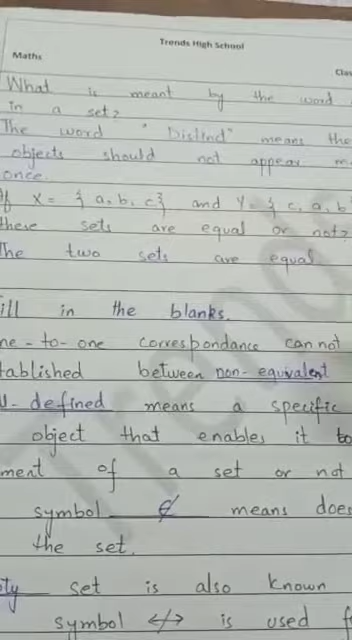 Trends High School
Maths
What is meant by the word
in a set?
The word "Distind" means the
objects should not appear
once.
If X = { a, b, c} and Y = { c, a, b
these sets are equal or not?
The two sets are equal
ill in the blanks.
ne-to-one correspondance can not
tablished between non-equivalent
l-defined means a specific
object that enables it to
ment of a set or not
symbol ∉ means does
the set.
ty set is also known
symbol ↮ is used f
Trends